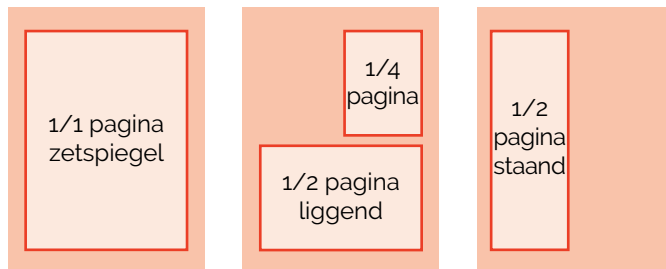 1/1 pagina
zetspiegel
1/4
pagina
1/2 pagina
liggend
1/2
pagina
staand